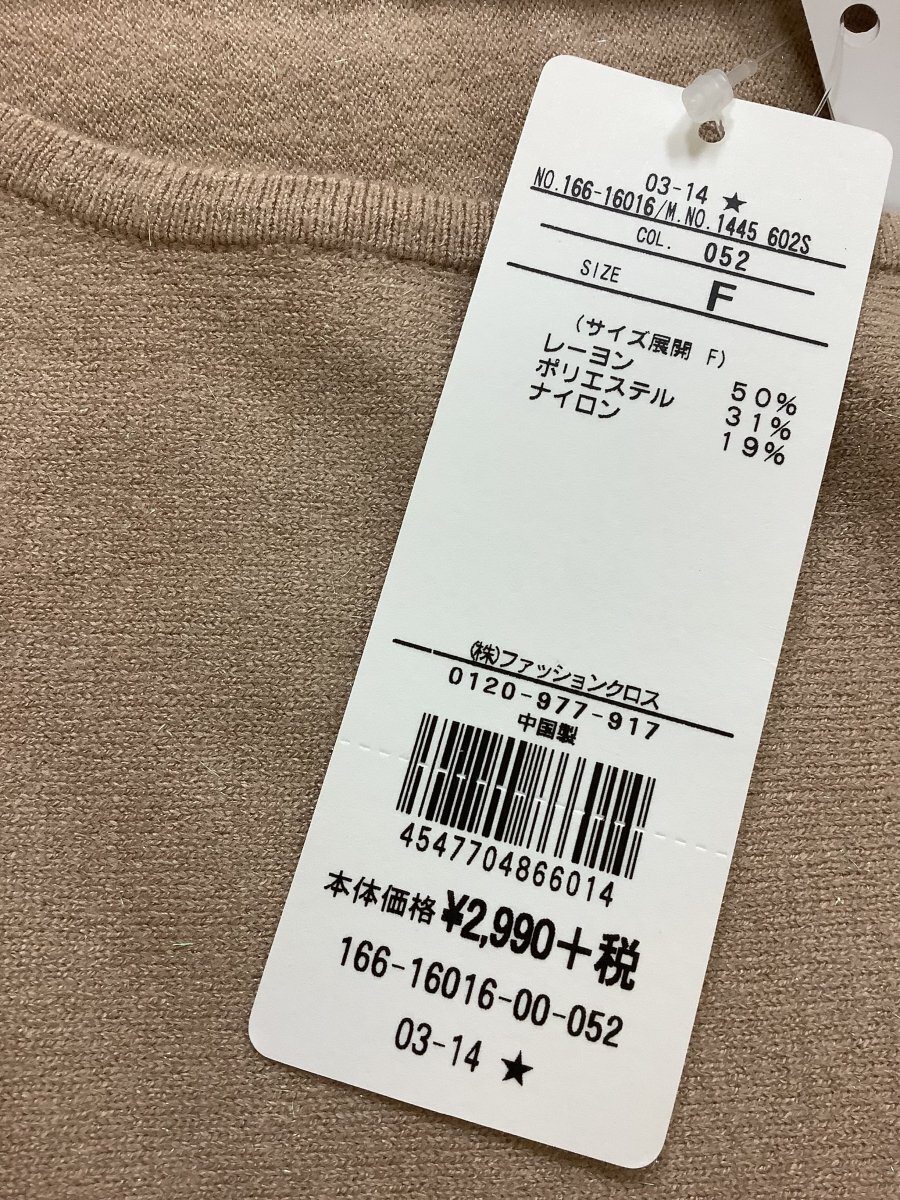 03-14 ★
NO.166-16016/M.NO.1445 602S
COL. 052
SIZE F
(サイズ展開 F)
レーヨン 50%
ポリエステル 31%
ナイロン 19%
(株)ファッションクロス
0120-977-917
中国製
4547704866014
本体価格 ¥2,990+税
166-16016-00-052
03-14 ★